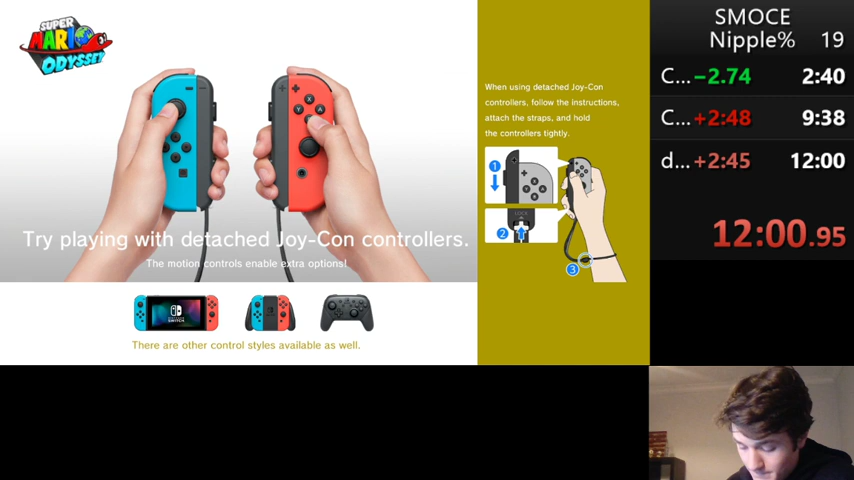 SUPER
MARIO
ODYSSEY
Try playing with detached Joy-Con controllers.
The motion controls enable extra options!
There are other control styles available as well.
When using detached Joy-Con
controllers, follow the instructions,
attach the straps, and hold
the controllers tightly.
1
2
3
SMOCE
Nipple% 19
C... -2.74 2:40
C... +2:48 9:38
d... +2:45 12:00
12:00.95